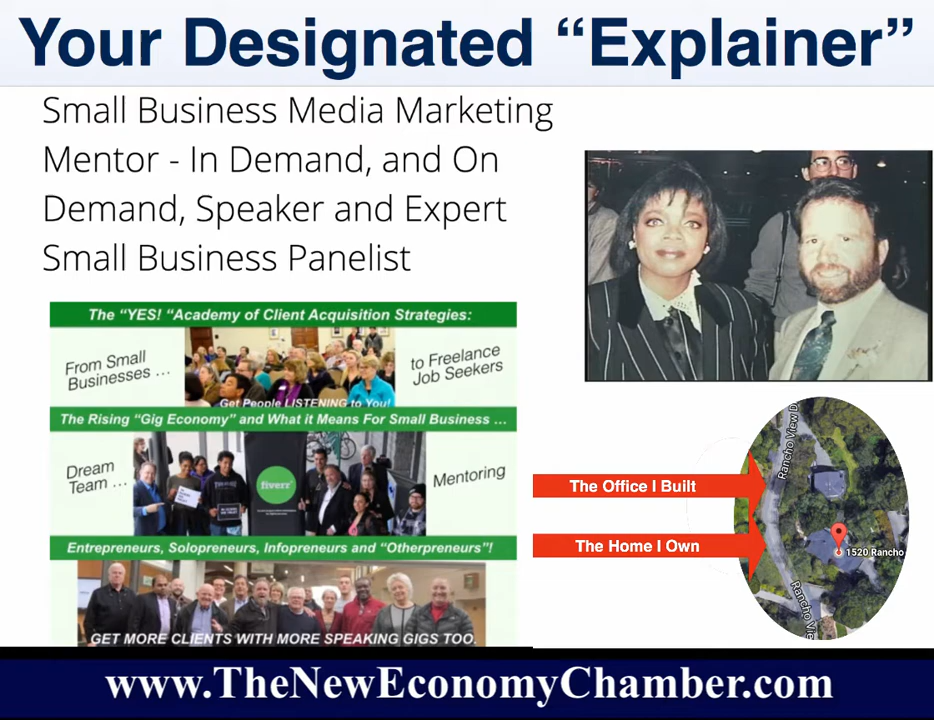 Your Designated “Explainer”
Small Business Media Marketing
Mentor - In Demand, and On
Demand, Speaker and Expert
Small Business Panelist
The “YES! “Academy of Client Acquisition Strategies:
From Small
Businesses ...
to Freelance
Job Seekers
Get People LISTENING to You!
The Rising “Gig Economy” and What it Means For Small Business ...
Dream
Team ...
fiverr
Mentoring
Entrepreneurs, Solopreneurs, Infopreneurs and “Otherpreneurs”!
GET MORE CLIENTS WITH MORE SPEAKING GIGS TOO.
Rancho View D
The Office I Built
The Home I Own
1520 Rancho
Rancho Vie
www.TheNewEconomyChamber.com